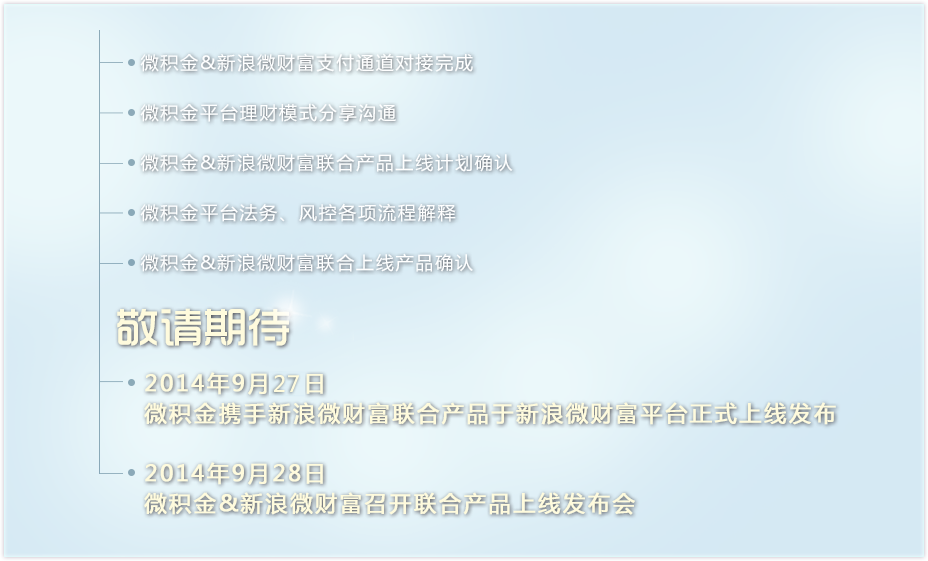 微积金&新浪微财富支付通道对接完成
微积金平台理财模式分享沟通
微积金&新浪微财富联合产品上线计划确认
微积金平台法务、风控各项流程解释
微积金&新浪微财富联合上线产品确认
敬请期待
2014年9月27日
微积金携手新浪微财富联合产品于新浪微财富平台正式上线发布
2014年9月28日
微积金&新浪微财富召开联合产品上线发布会